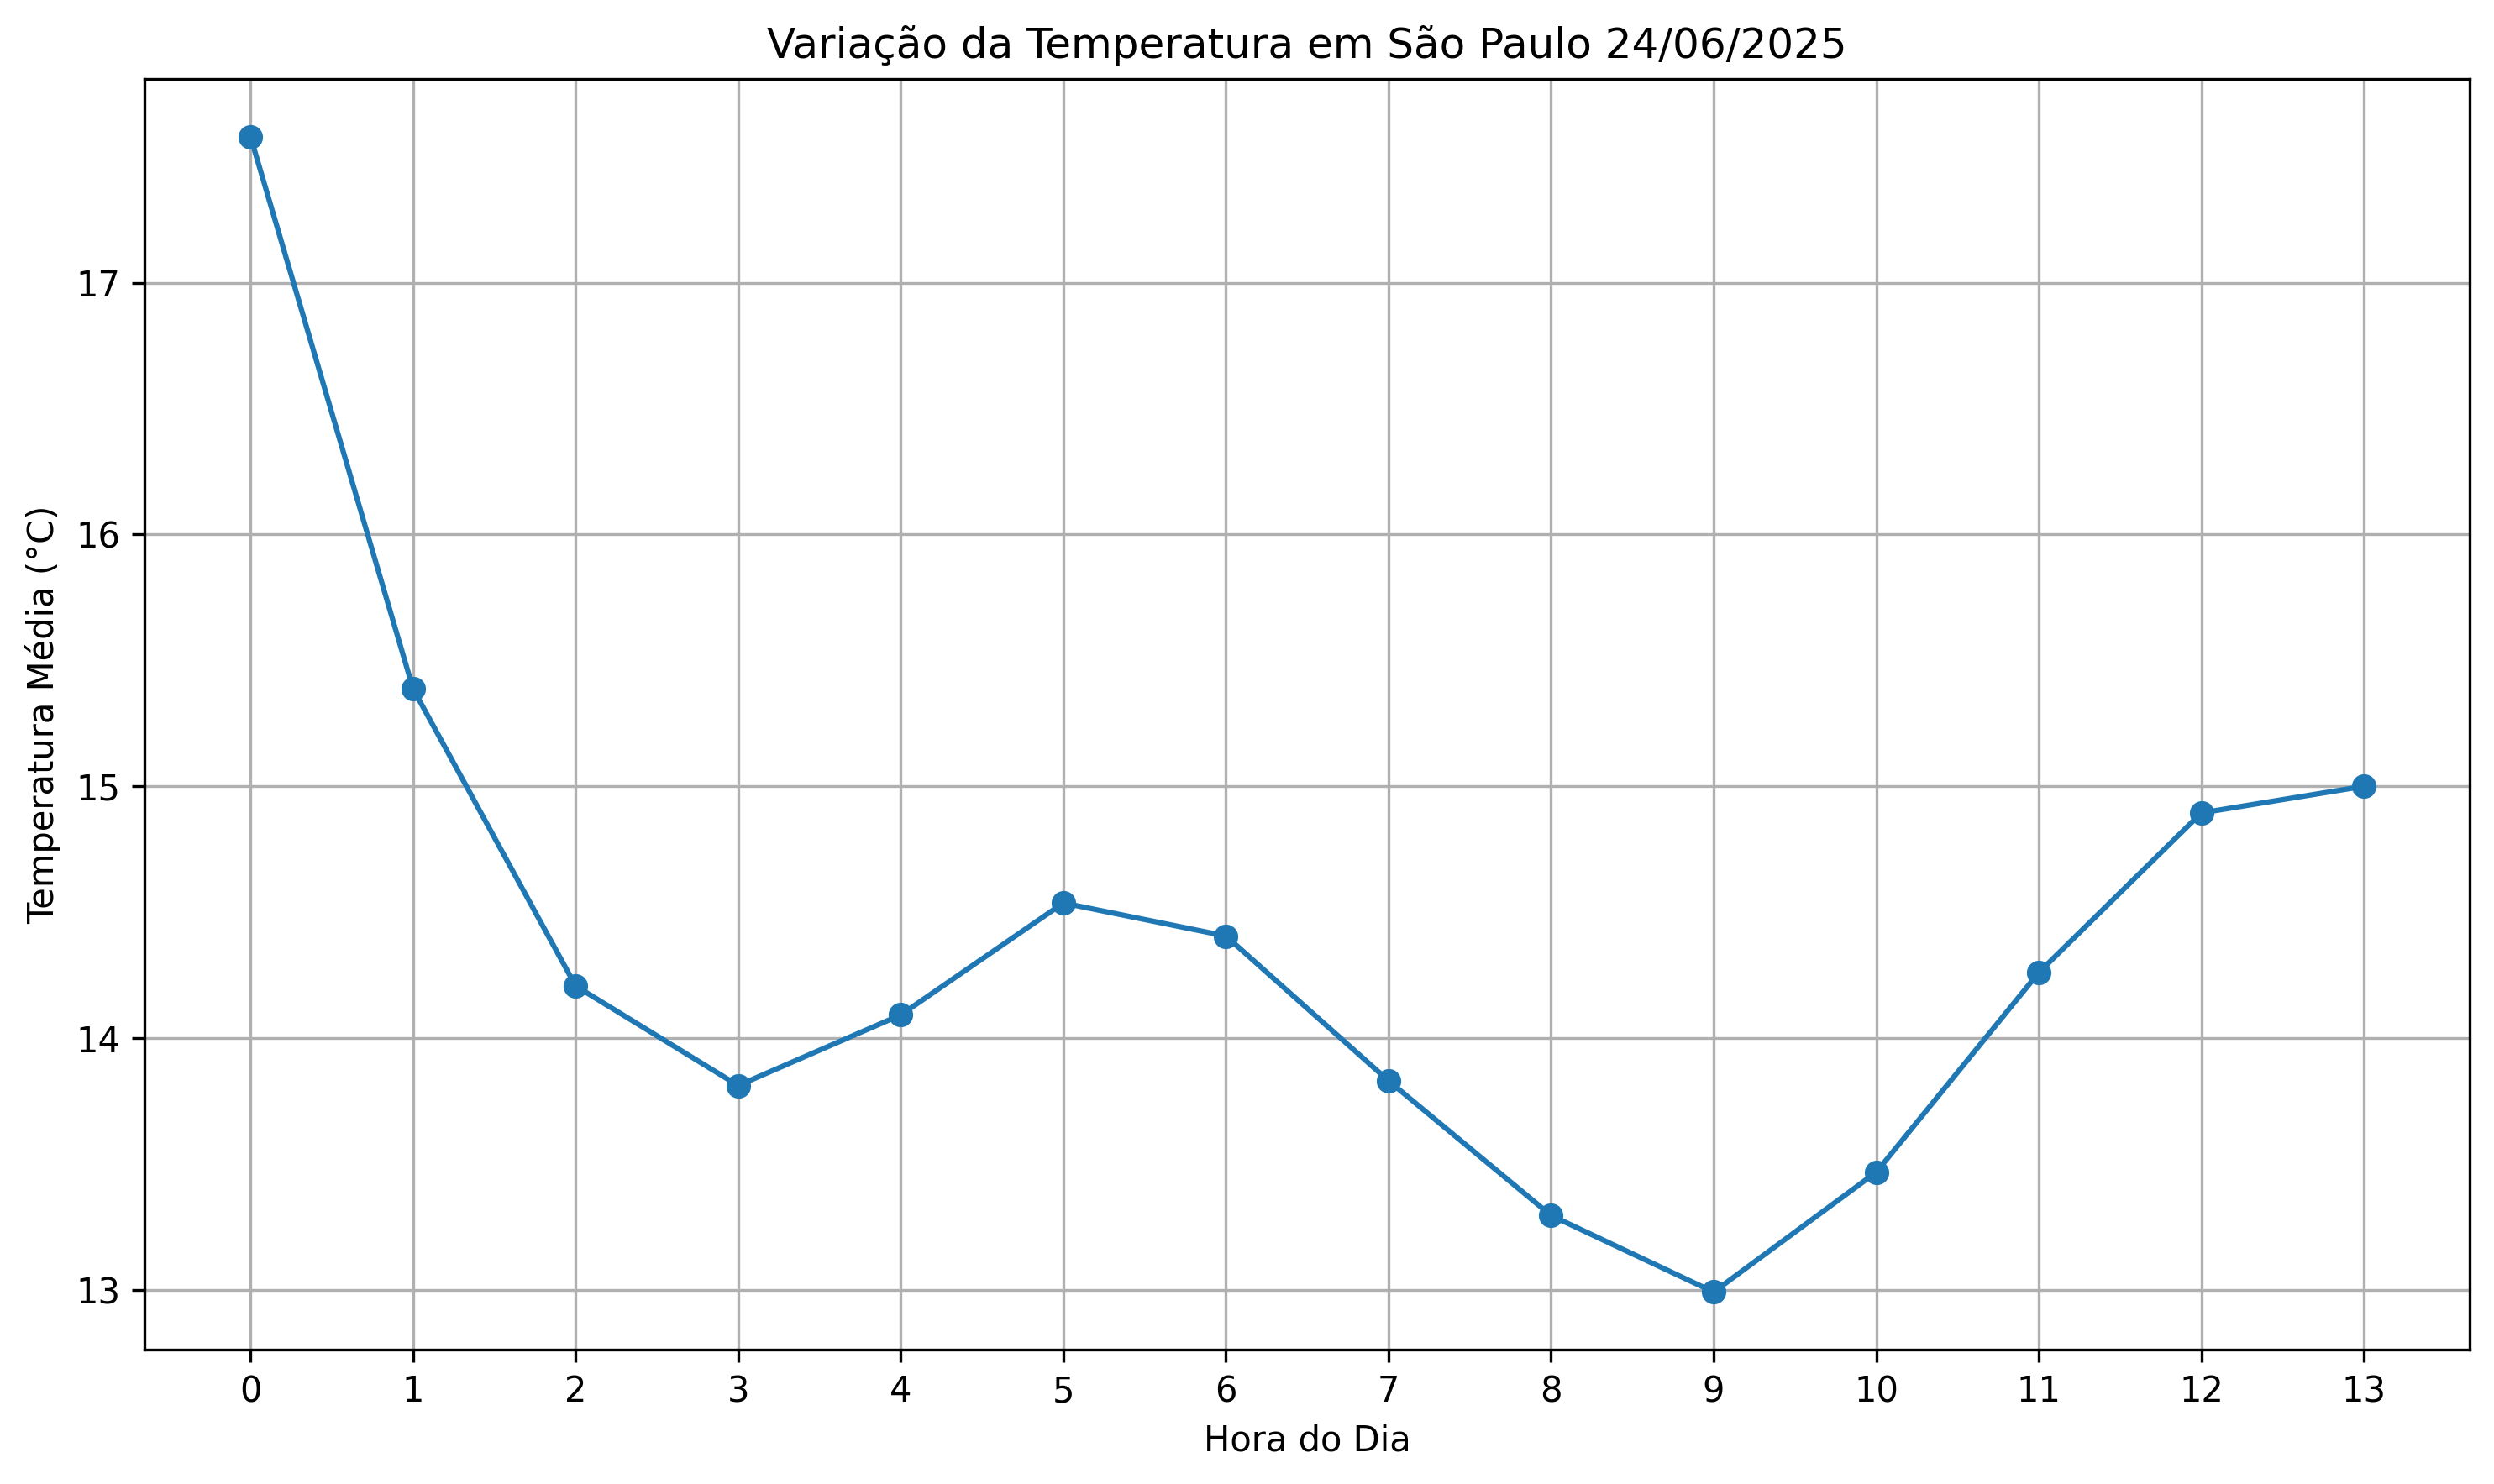 Variação da Temperatura em São Paulo 24/06/2025
Temperatura Média (°C)
17
16
15
14
13
0 1 2 3 4 5 6 7 8 9 10 11 12 13
Hora do Dia